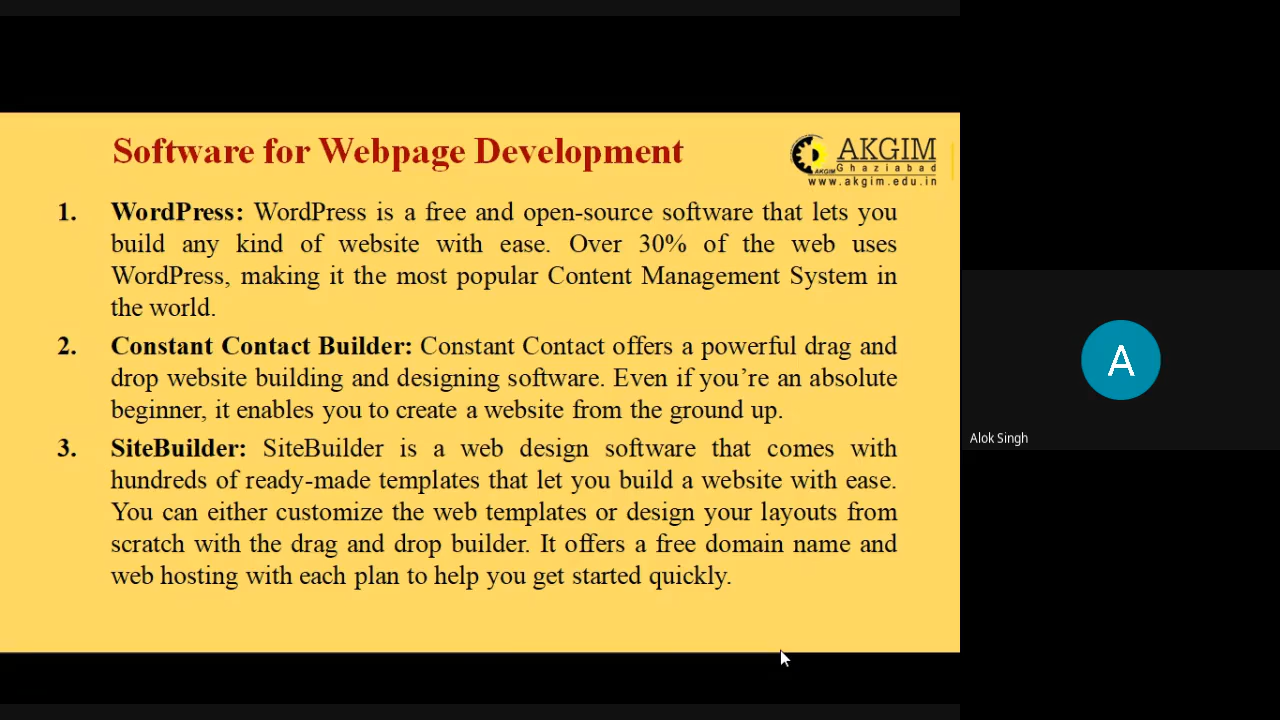 Software for Webpage Development
AKGIM
AKGIM Ghaziabad
www.akgim.edu.in
1. WordPress: WordPress is a free and open-source software that lets you
build any kind of website with ease. Over 30% of the web uses
WordPress, making it the most popular Content Management System in
the world.
2. Constant Contact Builder: Constant Contact offers a powerful drag and
drop website building and designing software. Even if you’re an absolute
beginner, it enables you to create a website from the ground up.
3. SiteBuilder: SiteBuilder is a web design software that comes with
hundreds of ready-made templates that let you build a website with ease.
You can either customize the web templates or design your layouts from
scratch with the drag and drop builder. It offers a free domain name and
web hosting with each plan to help you get started quickly.
A
Alok Singh